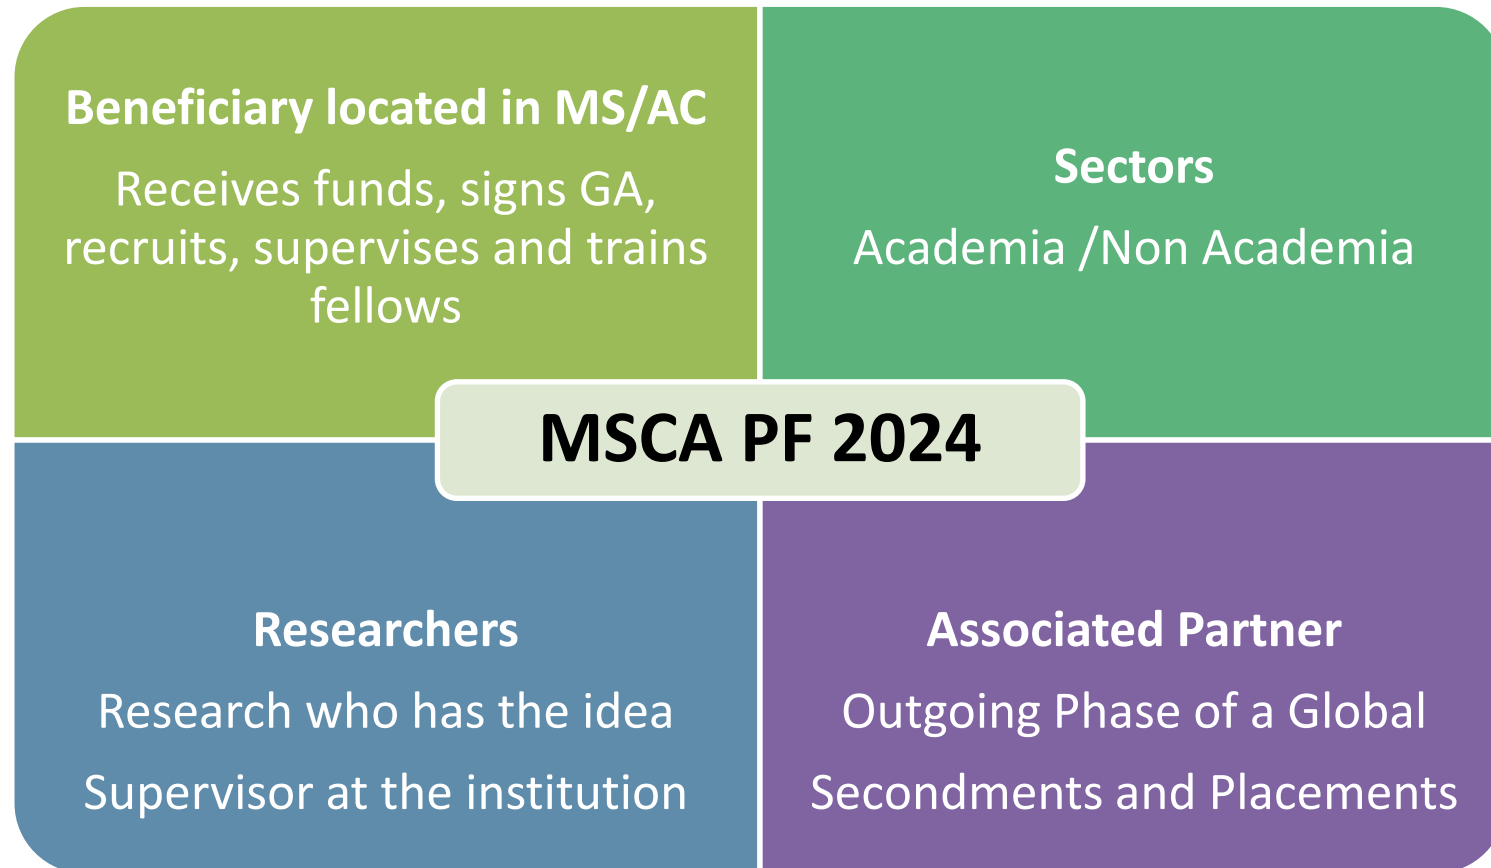 Beneficiary located in MS/AC
Receives funds, signs GA,
recruits, supervises and trains
fellows
Sectors
Academia /Non Academia
MSCA PF 2024
Researchers
Research who has the idea
Supervisor at the institution
Associated Partner
Outgoing Phase of a Global
Secondments and Placements